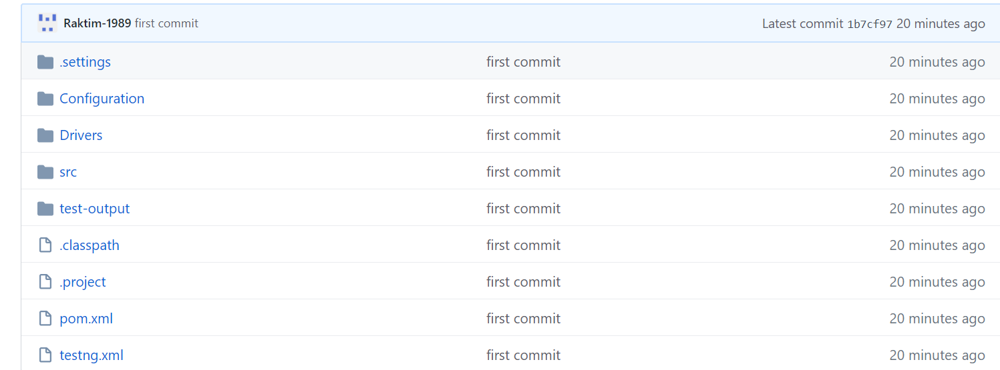 Raktim-1989 first commit Latest commit 1b7cf97 20 minutes ago
.settings first commit 20 minutes ago
Configuration first commit 20 minutes ago
Drivers first commit 20 minutes ago
src first commit 20 minutes ago
test-output first commit 20 minutes ago
.classpath first commit 20 minutes ago
.project first commit 20 minutes ago
pom.xml first commit 20 minutes ago
testng.xml first commit 20 minutes ago